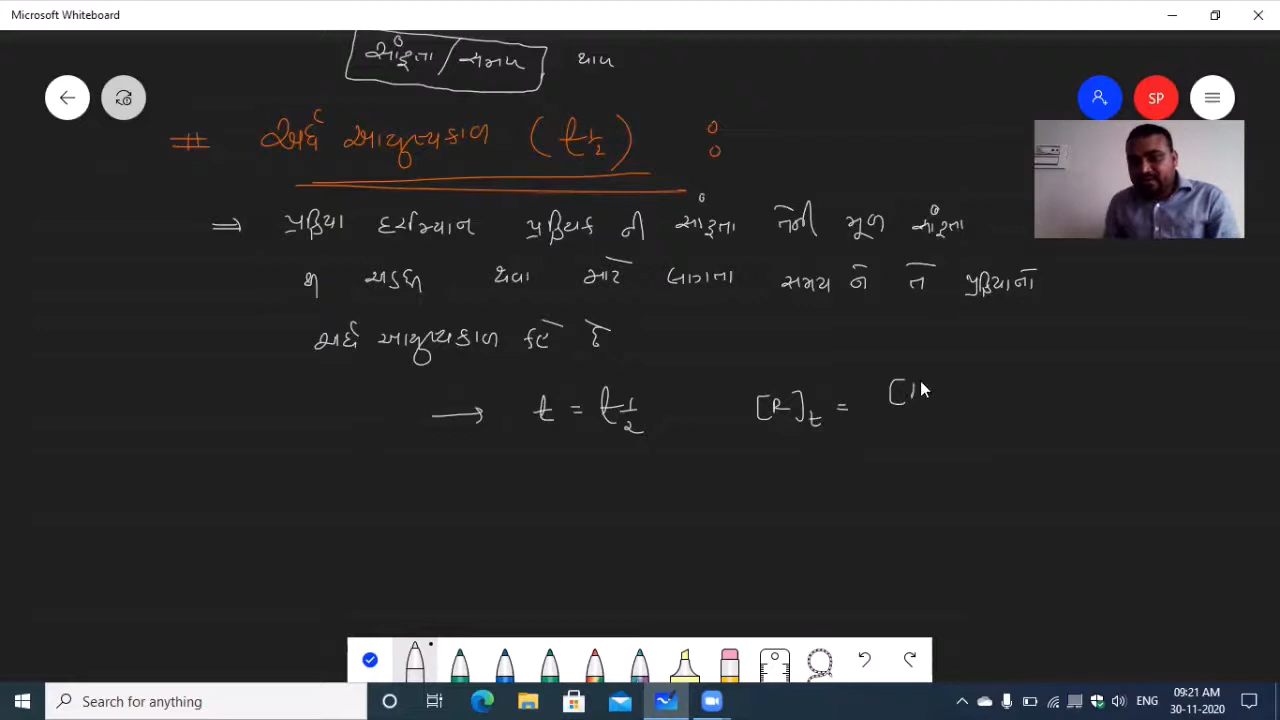 Microsoft Whiteboard
સાંદ્રતા / સમય થાય
SP
# અર્ધ આયુષ્યકાળ (t1/2) :
⇒ પ્રક્રિયા દરમ્યાન પ્રક્રિયક ની સાંદ્રતા તેની મૂળ સાંદ્રતા
થવા માટે લાગતા સમય ને તે પ્રક્રિયાનો
અર્ધ આયુષ્યકાળ કહે છે
→ t = t1/2 [R]t = [
Search for anything
ENG
09:21 AM
30-11-2020